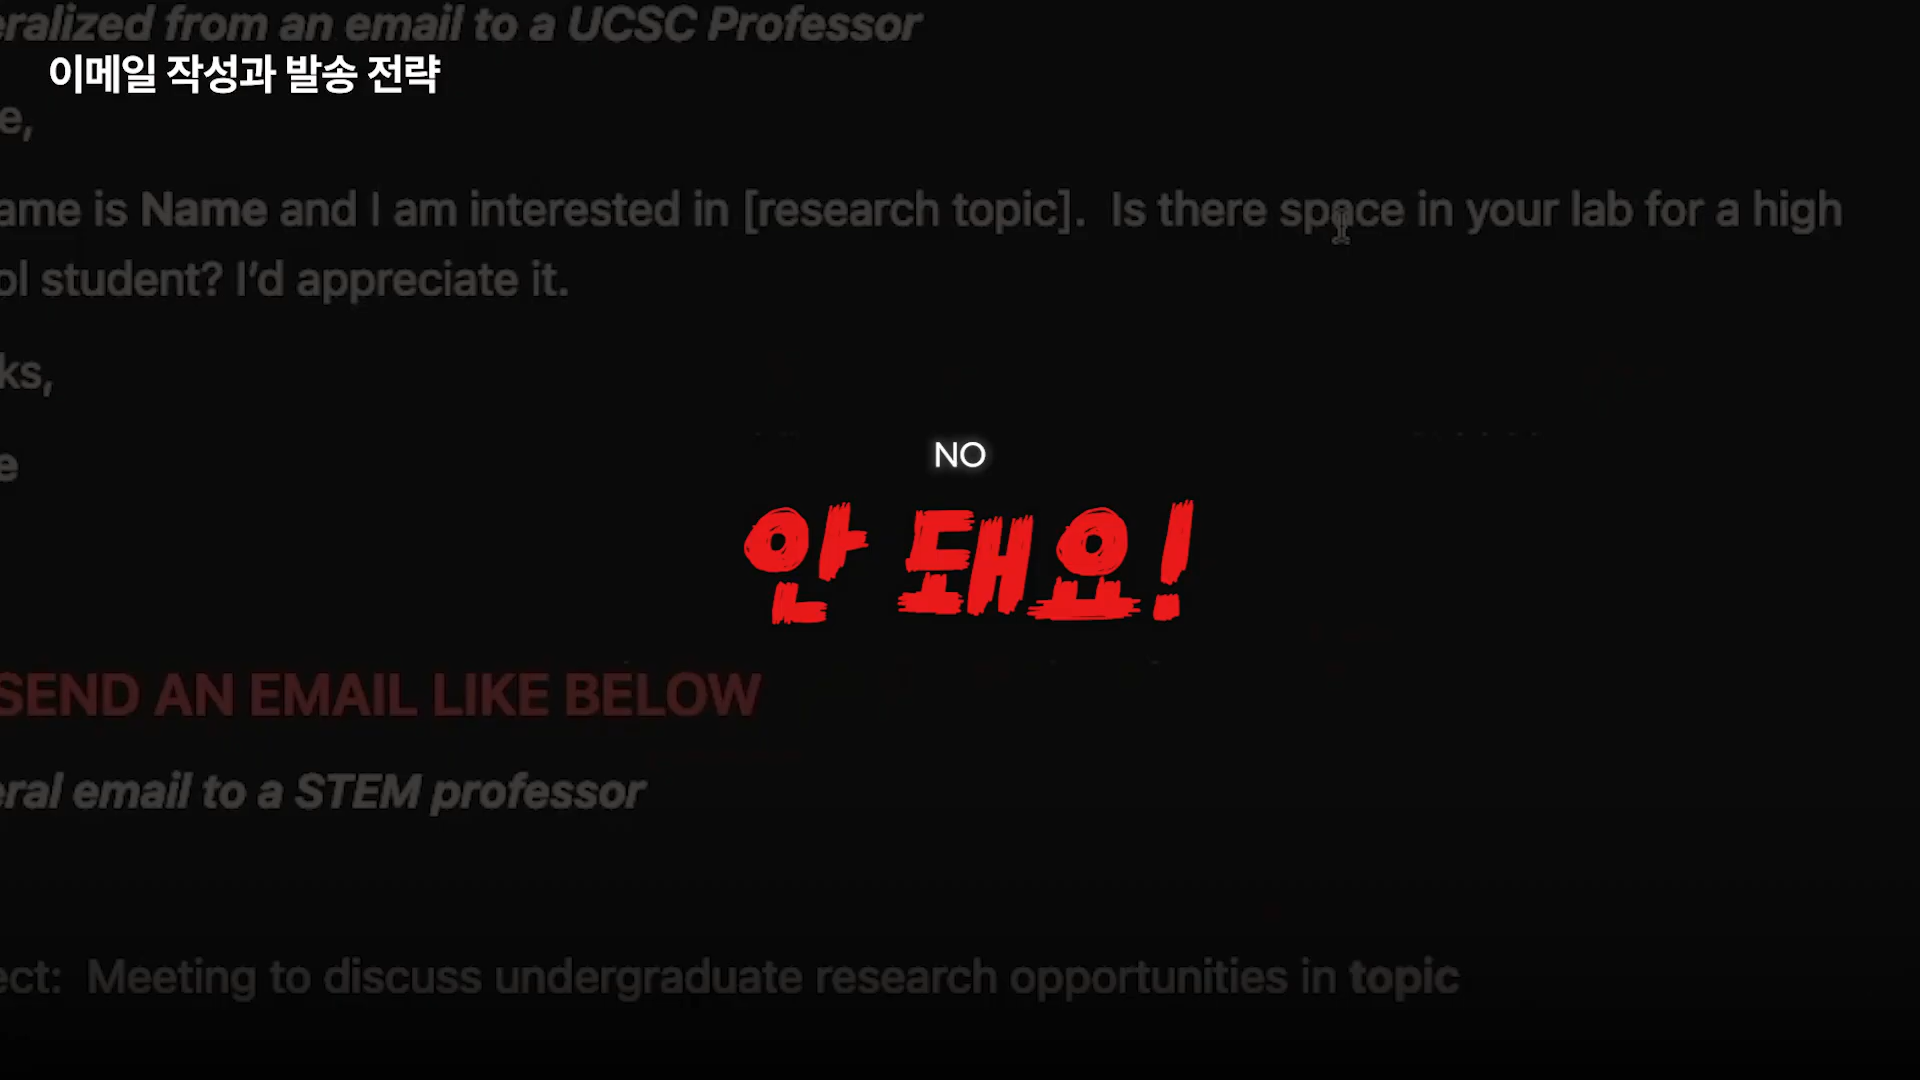 eralized from an email to a UCSC Professor
이메일 작성과 발송 전략
e,
ame is Name and I am interested in [research topic].  Is there space in your lab for a high
ol student? I'd appreciate it.
ks,
e
NO
안 돼요!
SEND AN EMAIL LIKE BELOW
eral email to a STEM professor
ect:  Meeting to discuss undergraduate research opportunities in topic